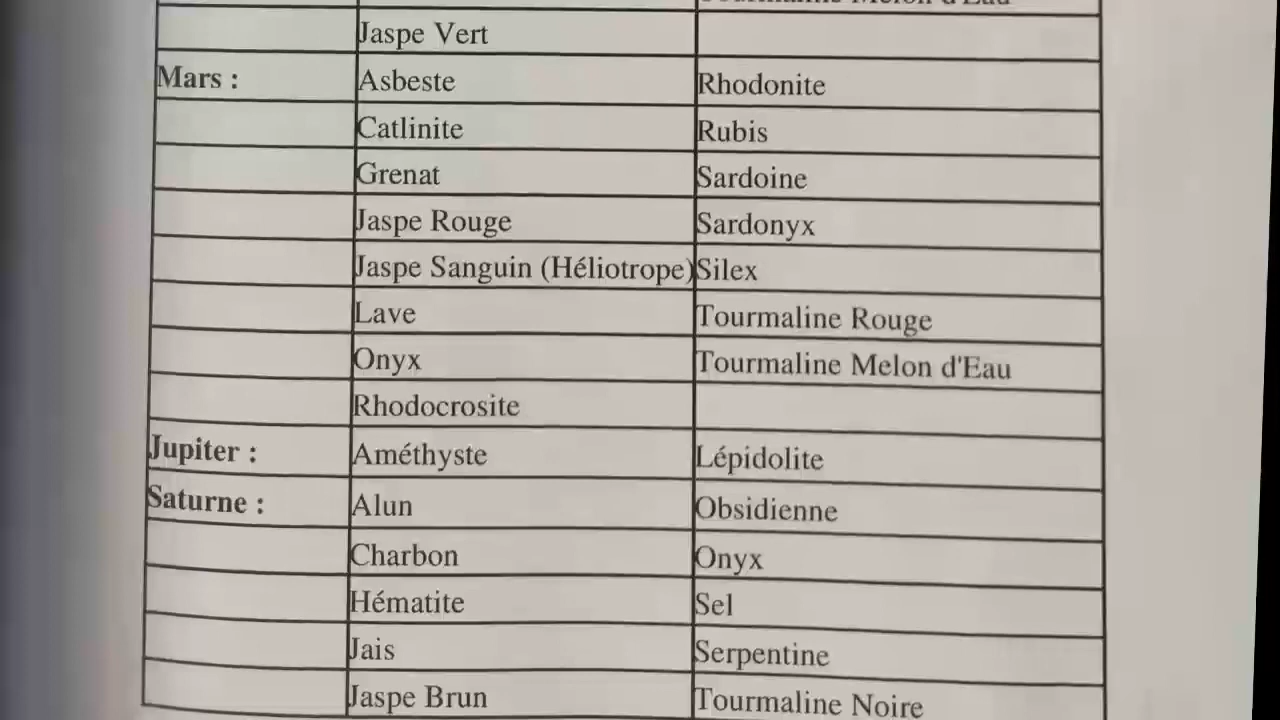 Jaspe Vert
Mars : Asbeste Rhodonite
Catlinite Rubis
Grenat Sardoine
Jaspe Rouge Sardonyx
Jaspe Sanguin (Héliotrope) Silex
Lave Tourmaline Rouge
Onyx Tourmaline Melon d'Eau
Rhodocrosite
Jupiter : Améthyste Lépidolite
Saturne : Alun Obsidienne
Charbon Onyx
Hématite Sel
Jais Serpentine
Jaspe Brun Tourmaline Noire